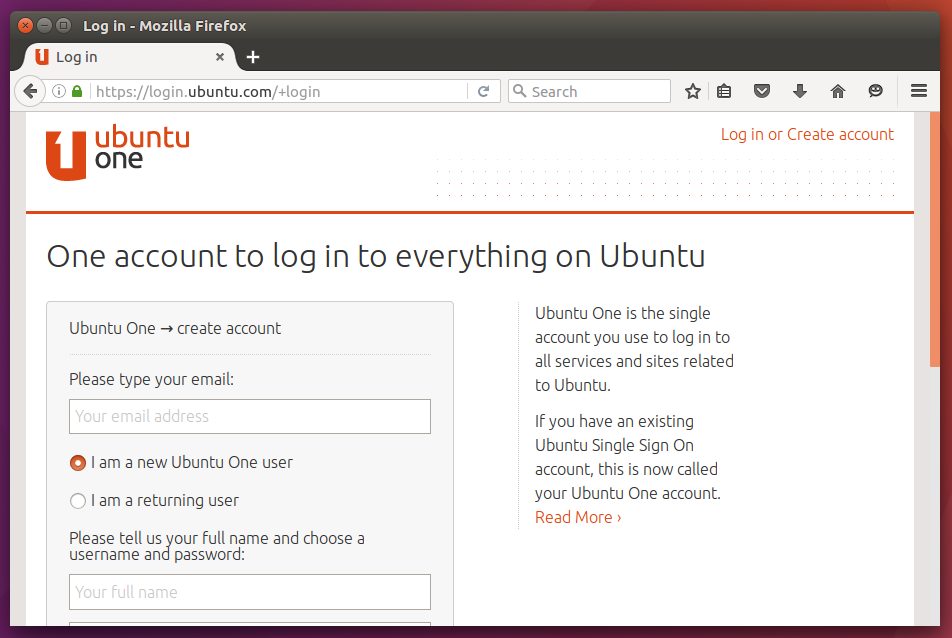 Log in - Mozilla Firefox
Log in
https://login.ubuntu.com/+login
Search
ubuntu
one
Log in or Create account
One account to log in to everything on Ubuntu
Ubuntu One → create account
Please type your email:
Your email address
I am a new Ubuntu One user
I am a returning user
Please tell us your full name and choose a
username and password:
Your full name
Ubuntu One is the single
account you use to log in to
all services and sites related
to Ubuntu.
If you have an existing
Ubuntu Single Sign On
account, this is now called
your Ubuntu One account.
Read More ›